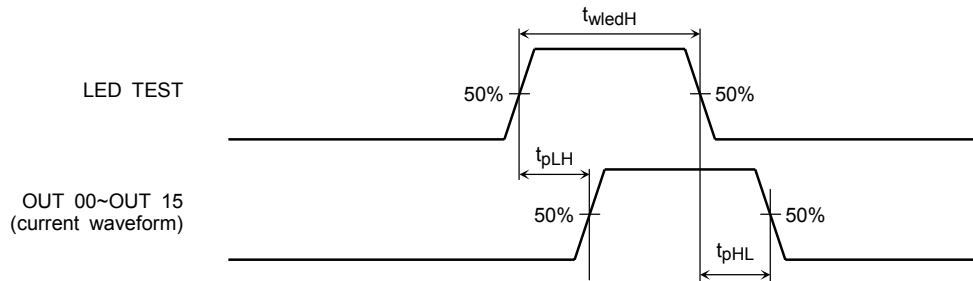 twledH
LED TEST
50%
50%
tpLH
OUT 00~OUT 15
(current waveform)
50%
50%
tpHL